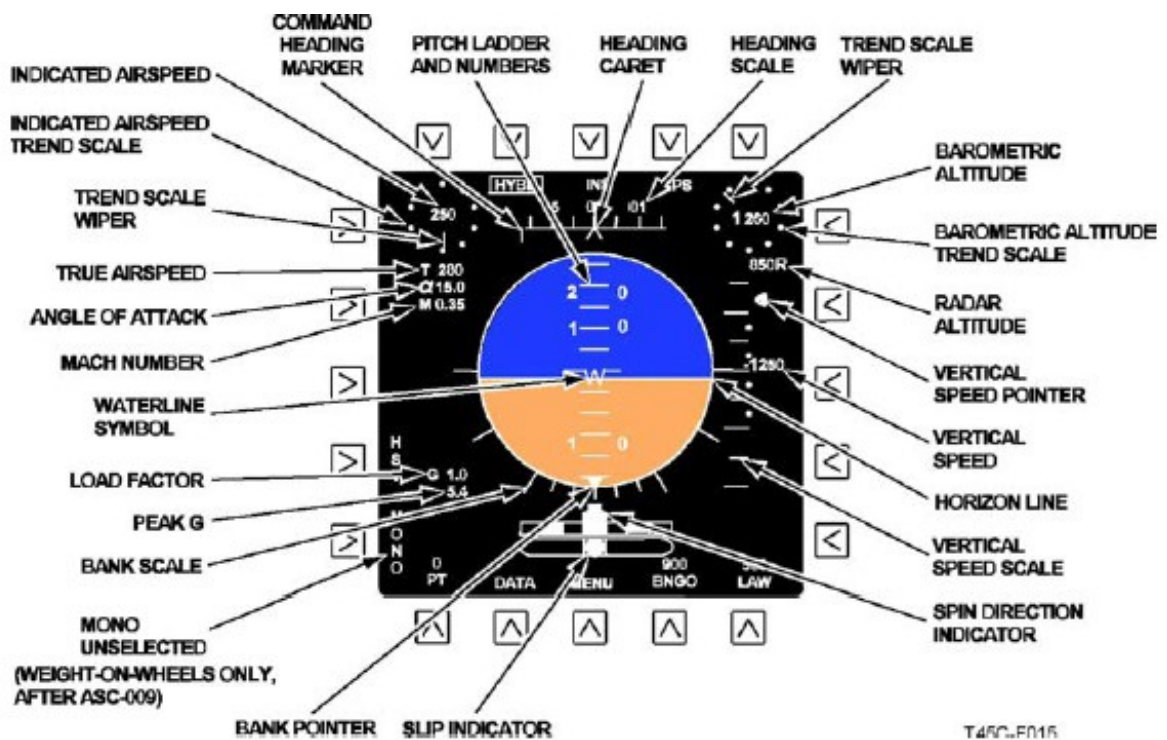 COMMAND
HEADING
MARKER
PITCH LADDER
AND NUMBERS
HEADING
CARET
HEADING
SCALE
TREND SCALE
WIPER
INDICATED AIRSPEED
INDICATED AIRSPEED
TREND SCALE
TREND SCALE
WIPER
TRUE AIRSPEED
ANGLE OF ATTACK
MACH NUMBER
WATERLINE
SYMBOL
LOAD FACTOR
PEAK G
BANK SCALE
MONO
UNSELECTED
(WEIGHT-ON-WHEELS ONLY,
AFTER ASC-009)
BANK POINTER
SLIP INDICATOR
BAROMETRIC
ALTITUDE
BAROMETRIC ALTITUDE
TREND SCALE
RADAR
ALTITUDE
VERTICAL
SPEED POINTER
VERTICAL
SPEED
HORIZON LINE
VERTICAL
SPEED SCALE
SPIN DIRECTION
INDICATOR
250
T 280
α 15.0
M 0.35
1 250
850R
1250
2 0
1 0
W
1 0
G 1.0
5.4
MONO
0
PT
DATA
MENU
900
BNGO
LAW